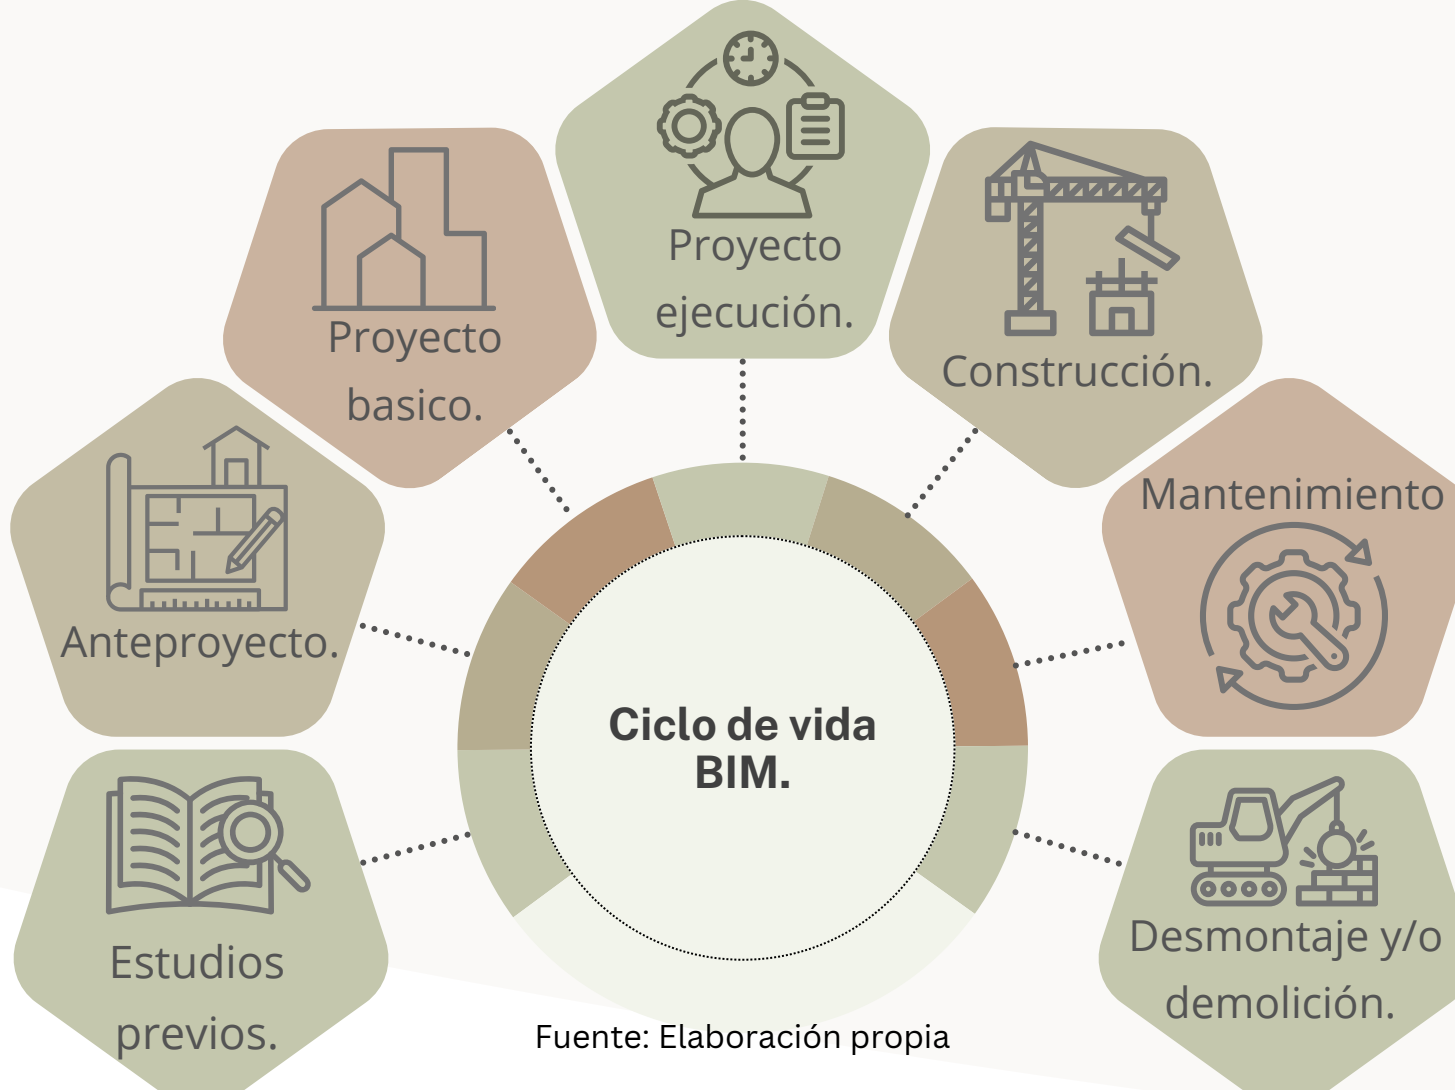 Estudios
previos.
Anteproyecto.
Proyecto
basico.
Proyecto
ejecución.
Construcción.
Mantenimiento
Desmontaje y/o
demolición.
Ciclo de vida
BIM.
Fuente: Elaboración propia